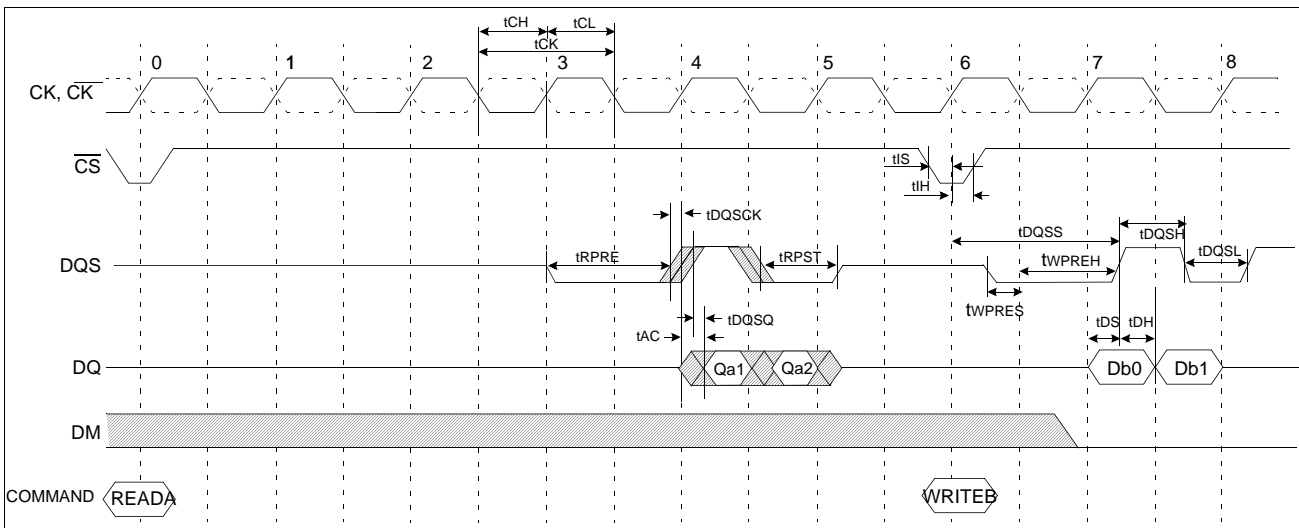 tCH tCL
tCK
0 1 2 3 4 5 6 7 8
CK, CK
CS
tIS
tIH
tDQSCK
tDQSS
tDQSH
DQS
tRPRE
tRPST
tWPREH
tDQSL
tWPRES
tDQSQ
tAC
tDS tDH
DQ
Qa1 Qa2
Db0 Db1
DM
COMMAND READA WRITEB